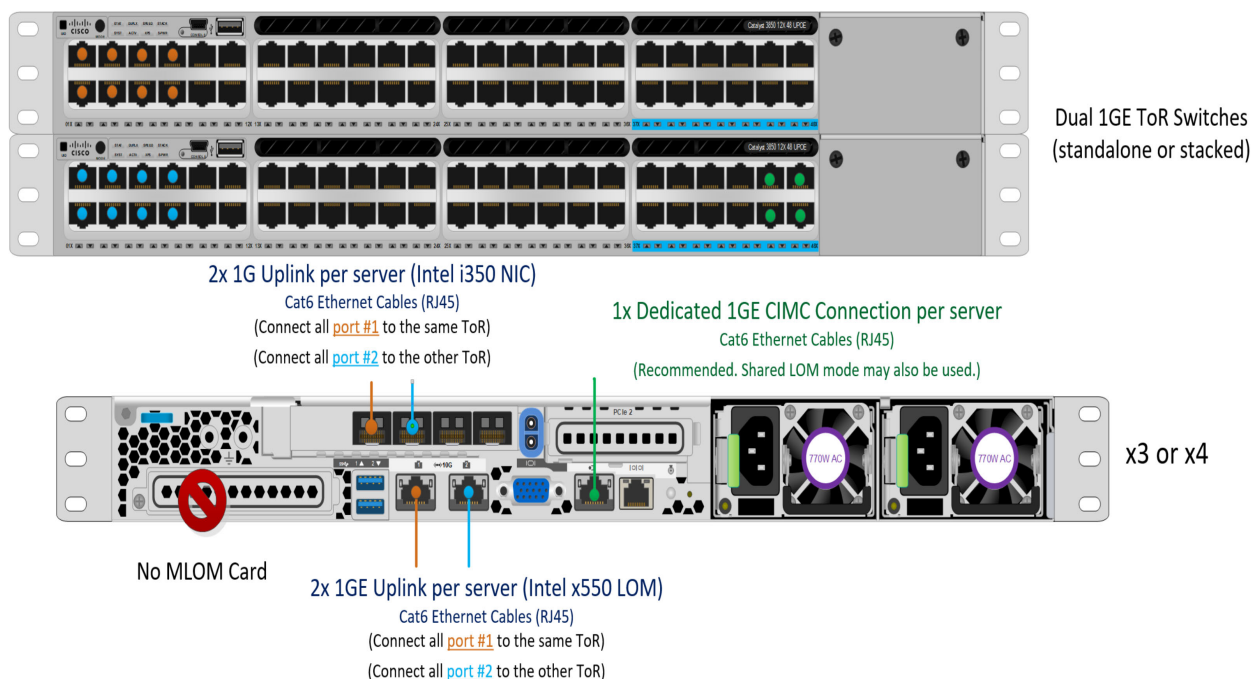 CISCO
Catalyst 3850 12X 48 UPOE
Dual 1GE ToR Switches
(standalone or stacked)
CISCO
Catalyst 3850 12X 48 UPOE
2x 1G Uplink per server (Intel i350 NIC)
Cat6 Ethernet Cables (RJ45)
(Connect all port #1 to the same ToR)
(Connect all port #2 to the other ToR)
1x Dedicated 1GE CIMC Connection per server
Cat6 Ethernet Cables (RJ45)
(Recommended. Shared LOM mode may also be used.)
PCIe 2
1 2
10G
770W AC
770W AC
x3 or x4
No MLOM Card
2x 1GE Uplink per server (Intel x550 LOM)
Cat6 Ethernet Cables (RJ45)
(Connect all port #1 to the same ToR)
(Connect all port #2 to the other ToR)